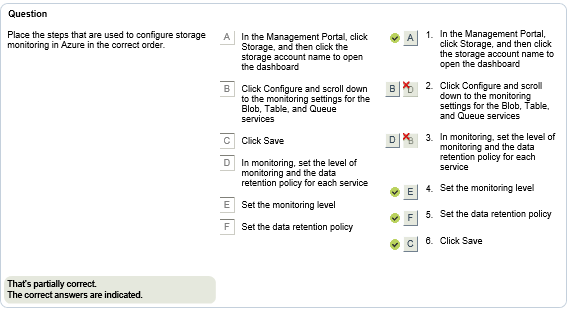 Question
Place the steps that are used to configure storage
monitoring in Azure in the correct order.
A In the Management Portal, click
Storage, and then click the
storage account name to open
the dashboard
B Click Configure and scroll down
to the monitoring settings for the
Blob, Table, and Queue
services
C Click Save
D In monitoring, set the level of
monitoring and the data
retention policy for each service
E Set the monitoring level
F Set the data retention policy
A 1. In the Management Portal,
click Storage, and then click
the storage account name to
open the dashboard
B D 2. Click Configure and scroll
down to the monitoring
settings for the Blob, Table,
and Queue services
D B 3. In monitoring, set the level of
monitoring and the data
retention policy for each
service
E 4. Set the monitoring level
F 5. Set the data retention policy
C 6. Click Save
That's partially correct.
The correct answers are indicated.